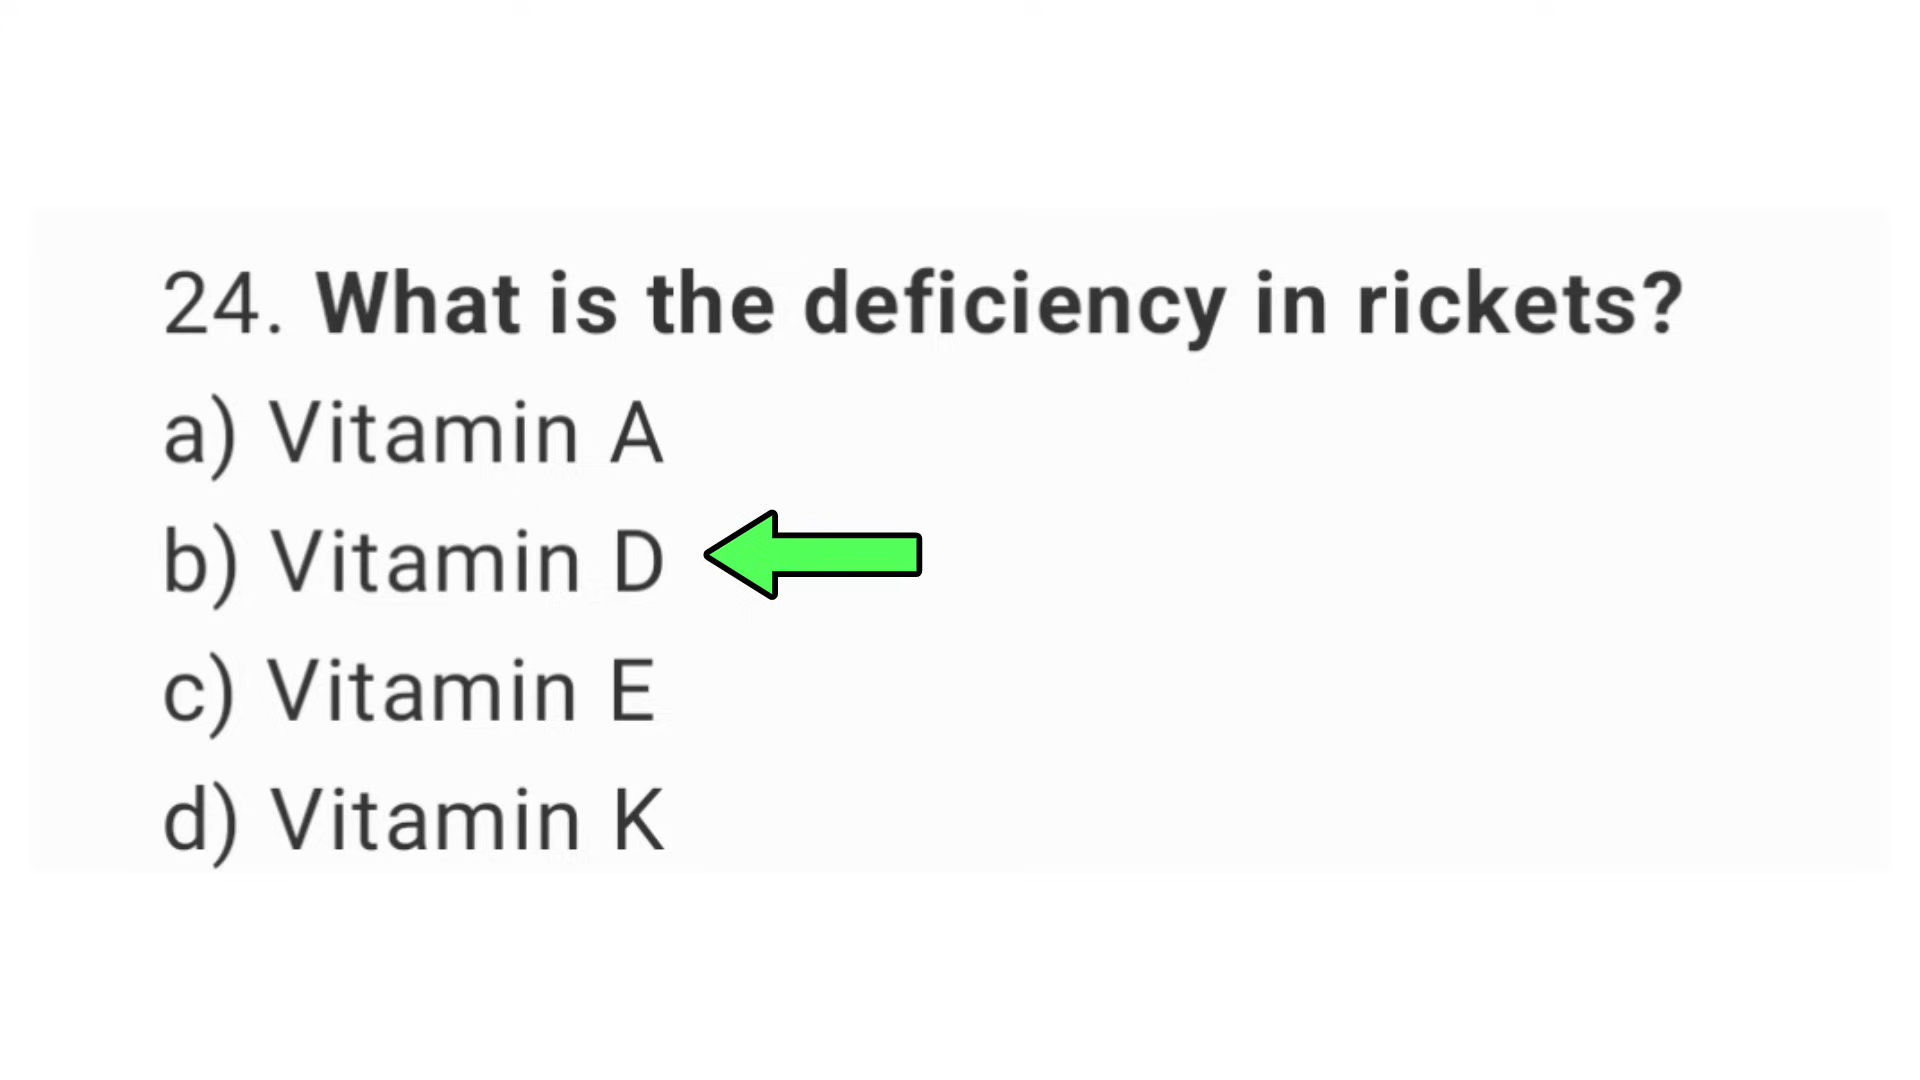 24. What is the deficiency in rickets?
a) Vitamin A
b) Vitamin D
c) Vitamin E
d) Vitamin K